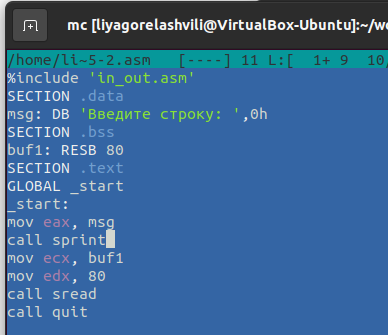 mc [liyagorelashvili@VirtualBox-Ubuntu]:~/w
/home/li~5-2.asm [----] 11 L:[ 1+ 9 10/
%include 'in_out.asm'
SECTION .data
msg: DB 'Введите строку: ',0h
SECTION .bss
buf1: RESB 80
SECTION .text
GLOBAL _start
_start:
mov eax, msg
call sprint
mov ecx, buf1
mov edx, 80
call sread
call quit